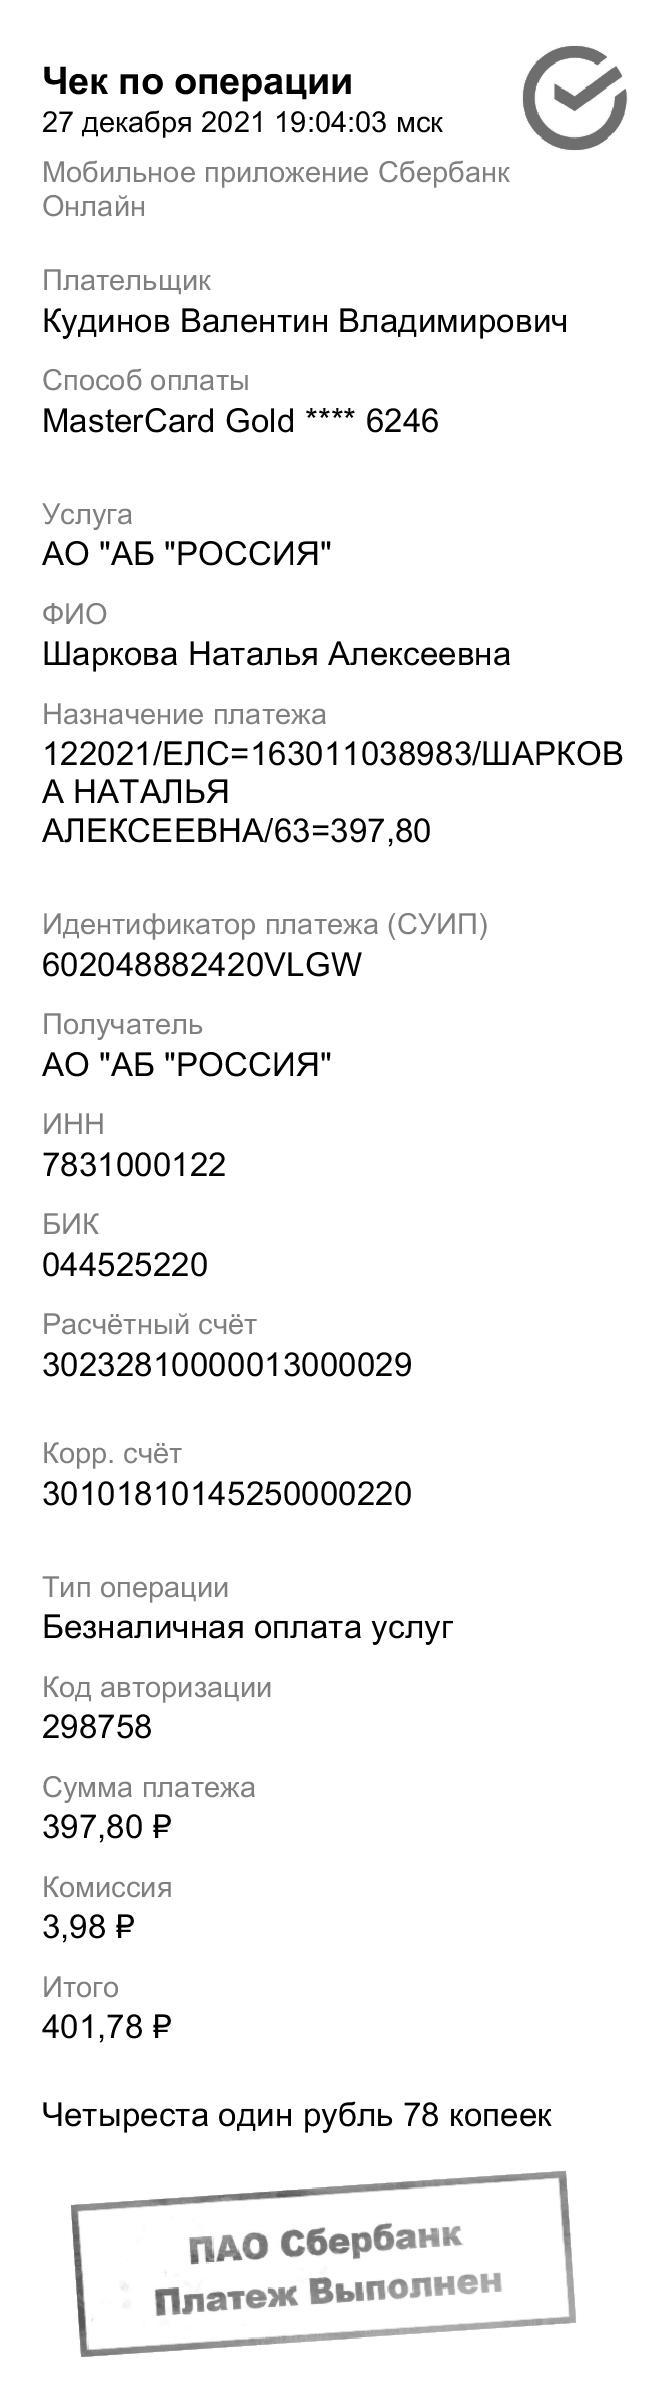 Чек по операции
27 декабря 2021 19:04:03 мск
Мобильное приложение Сбербанк
Онлайн
Плательщик
Кудинов Валентин Владимирович
Способ оплаты
MasterCard Gold **** 6246
Услуга
АО "АБ "РОССИЯ"
ФИО
Шаркова Наталья Алексеевна
Назначение платежа
122021/ЕЛС=163011038983/ШАРКОВ
А НАТАЛЬЯ
АЛЕКСЕЕВНА/63=397,80
Идентификатор платежа (СУИП)
602048882420VLGW
Получатель
АО "АБ "РОССИЯ"
ИНН
7831000122
БИК
044525220
Расчётный счёт
30232810000013000029
Корр. счёт
30101810145250000220
Тип операции
Безналичная оплата услуг
Код авторизации
298758
Сумма платежа
397,80 ₽
Комиссия
3,98 ₽
Итого
401,78 ₽
Четыреста один рубль 78 копеек
ПАО Сбербанк
Платеж Выполнен